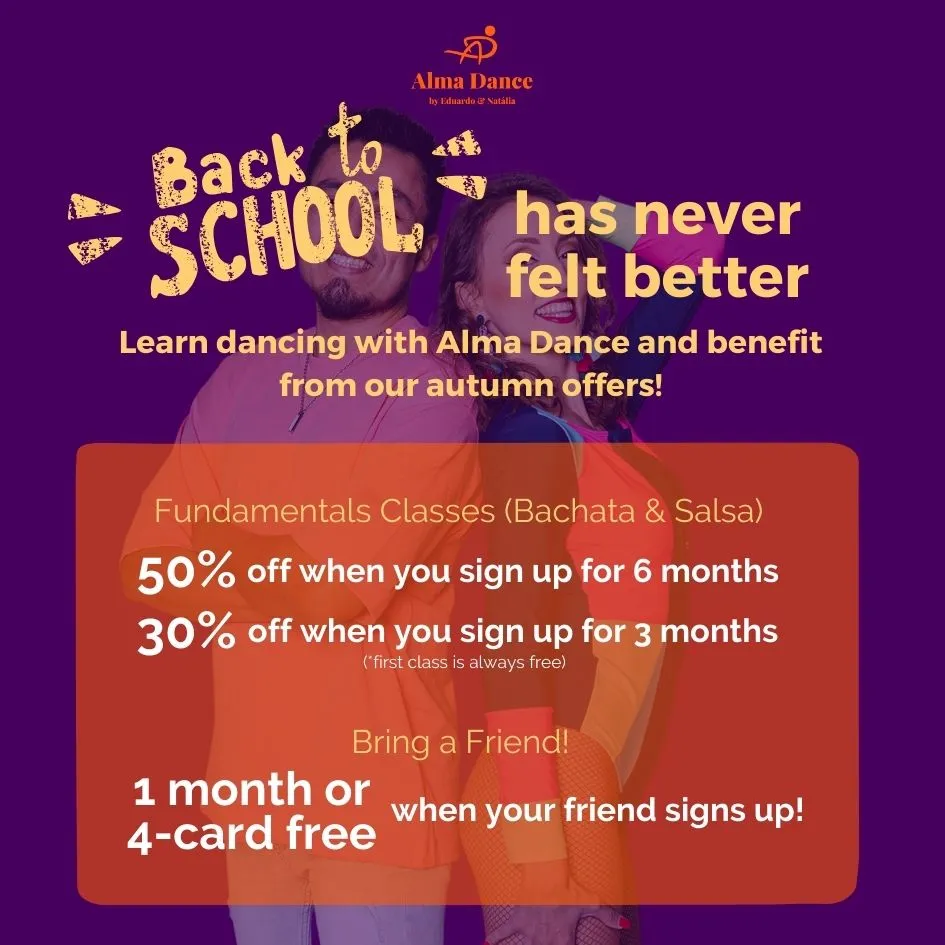 Alma Dance
by Eduardo & Natália
Back to
SCHOOL
has never
felt better
Learn dancing with Alma Dance and benefit
from our autumn offers!
Fundamentals Classes (Bachata & Salsa)
50% off when you sign up for 6 months
30% off when you sign up for 3 months
(*first class is always free)
Bring a Friend!
1 month or
4-card free
when your friend signs up!